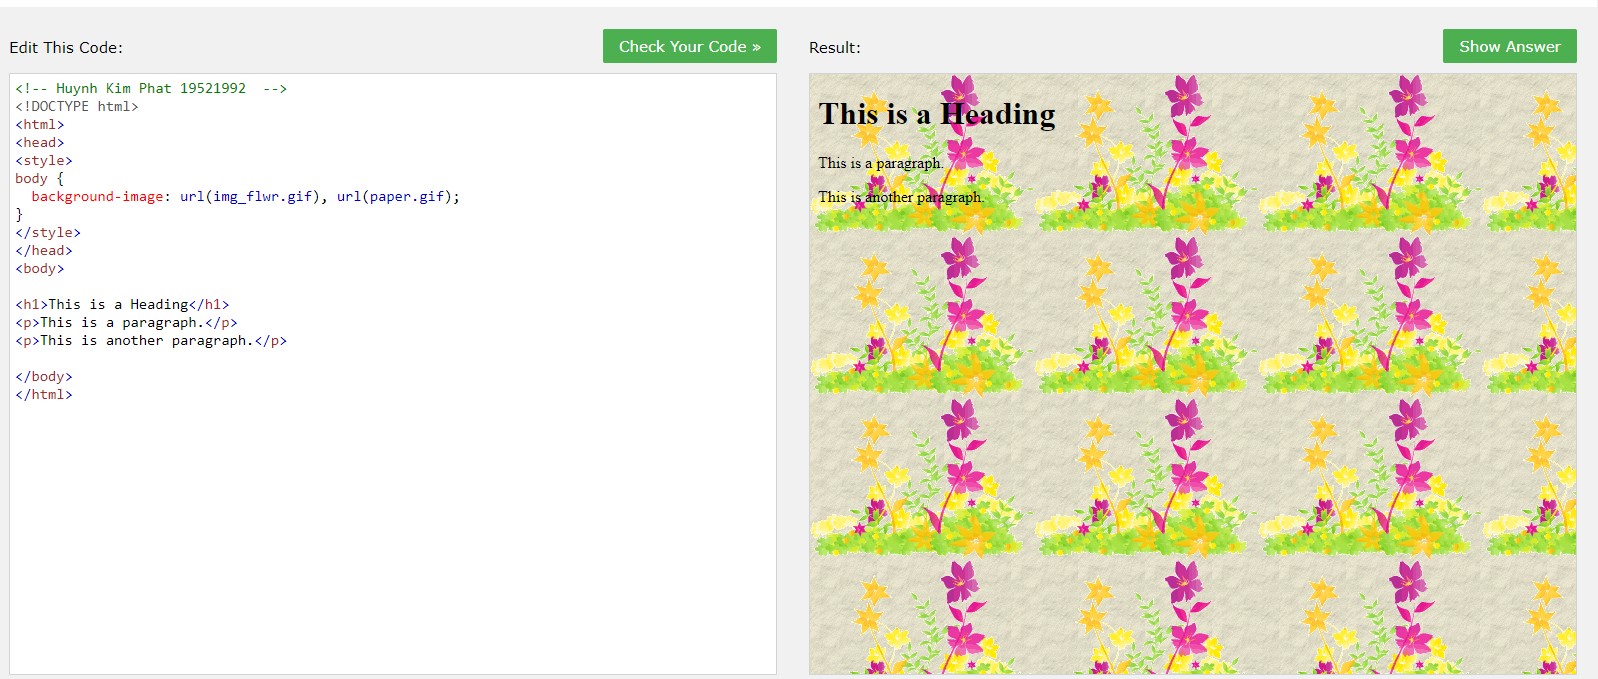 Edit This Code:
Check Your Code »
<!-- Huynh Kim Phat 19521992  -->
<!DOCTYPE html>
<html>
<head>
<style>
body {
  background-image: url(img_flwr.gif), url(paper.gif);
}
</style>
</head>
<body>
<h1>This is a Heading</h1>
<p>This is a paragraph.</p>
<p>This is another paragraph.</p>
</body>
</html>
Result:
Show Answer
This is a Heading
This is a paragraph.
This is another paragraph.